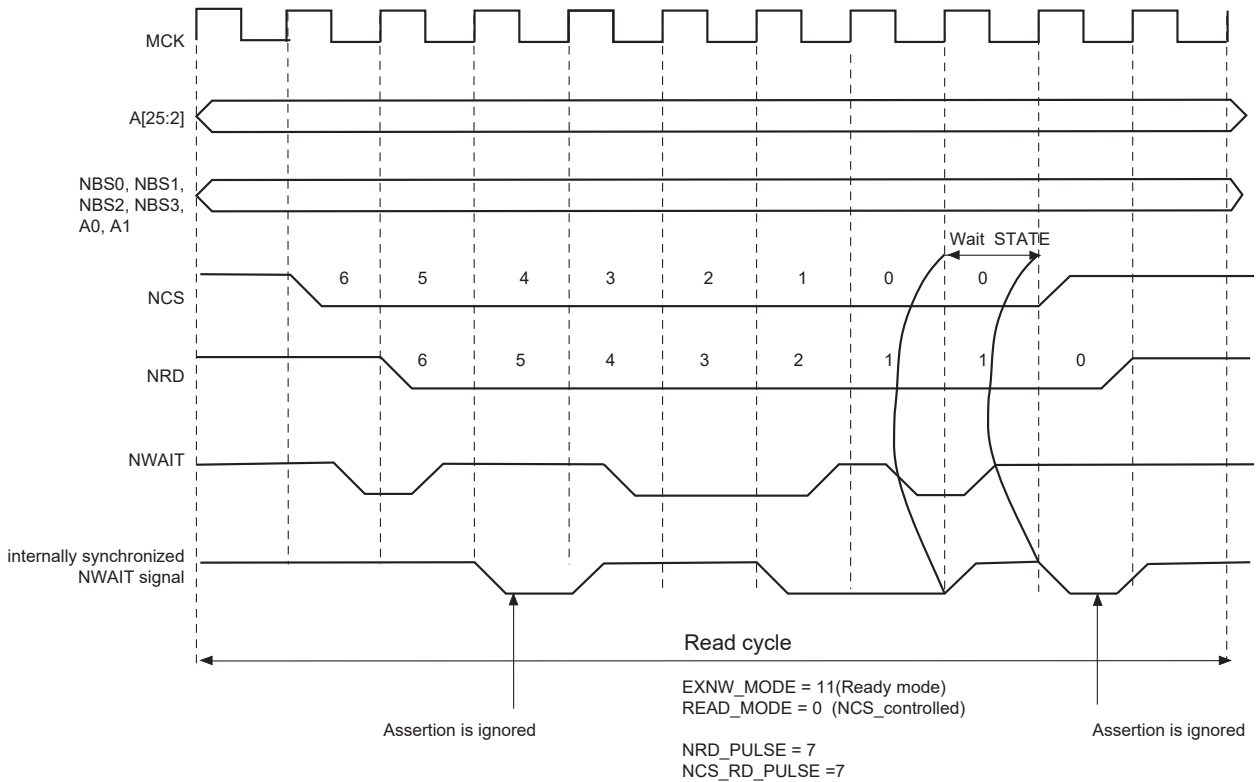 MCK
A[25:2]
NBS0, NBS1,
NBS2, NBS3,
A0, A1
Wait STATE
NCS
6 5 4 3 2 1 0 0
NRD
6 5 4 3 2 1 1 0
NWAIT
internally synchronized
NWAIT signal
Read cycle
EXNW_MODE = 11(Ready mode)
READ_MODE = 0 (NCS_controlled)
Assertion is ignored
Assertion is ignored
NRD_PULSE = 7
NCS_RD_PULSE =7